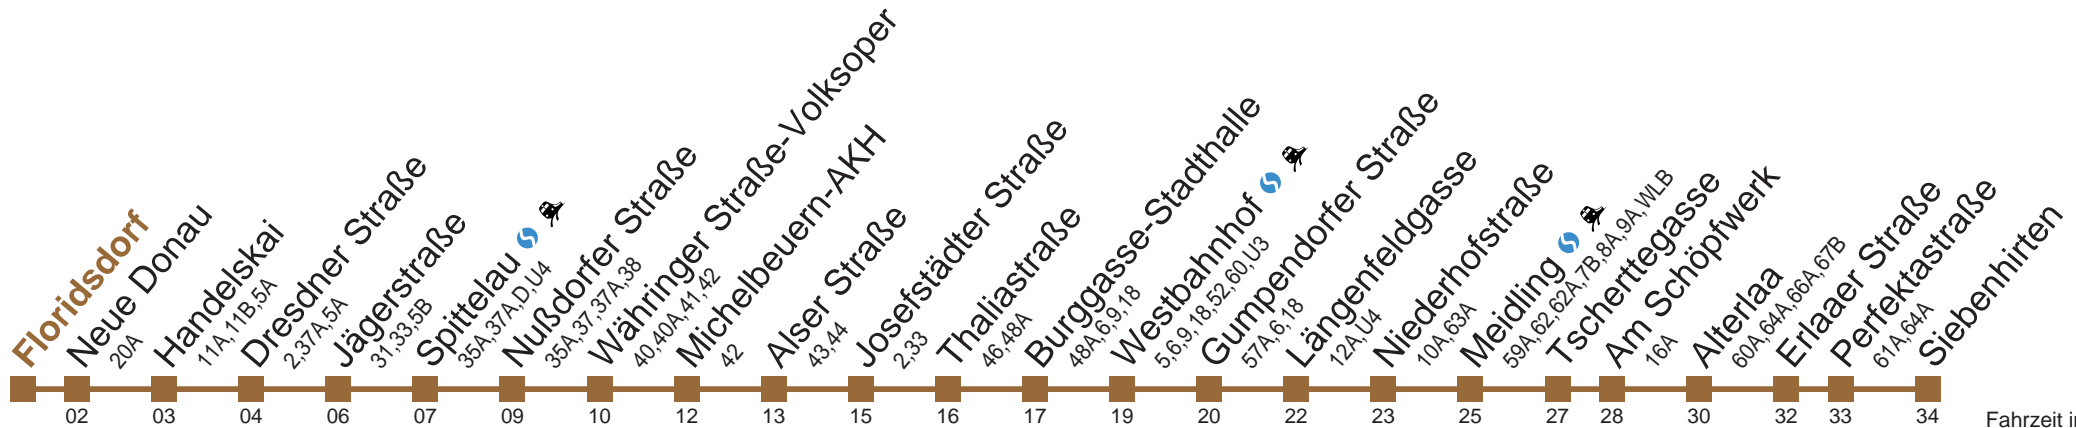 Floridsdorf
Neue Donau
20A
Handelskai
11A,11B,5A
Dresdner Straße
2,37A,5A
Jägerstraße
31,33,5B
Spittelau
35A,37A,D,U4
Nußdorfer Straße
35A,37,37A,38
Währinger Straße-Volksoper
40,40A,41,42
Michelbeuern-AKH
42
Alser Straße
43,44
Josefstädter Straße
2,33
Thaliastraße
46,48A
Burggasse-Stadthalle
48A,6,9,18
Westbahnhof
5,6,9,18,52,60,U3
Gumpendorfer Straße
57A,6,18
Längenfeldgasse
12A,U4
Niederhofstraße
10A,63A
Meidling
59A,62,62A,7B,8A,9A,WLB
Tscherttegasse
Am Schöpfwerk
16A
Alterlaa
60A,64A,66A,67B
Erlaaer Straße
Perfektastraße
61A,64A
Siebenhirten
02 03 04 06 07 09 10 12 13 15 16 17 19 20 22 23 25 27 28 30 32 33 34
Fahrzeit